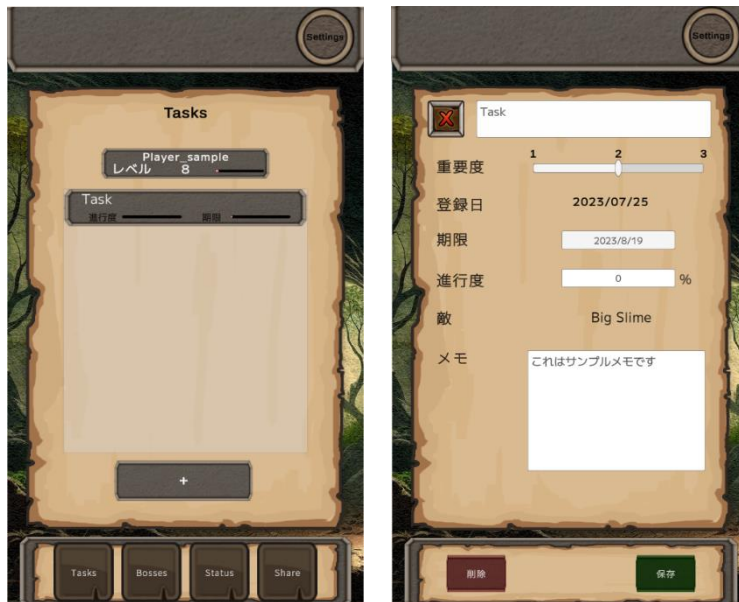 Settings
Tasks
Player_sample
レベル 8
Task
進行度 期限
+
Tasks Bosses Status Share
Settings
X
Task
1 2 3
重要度
登録日 2023/07/25
期限 2023/8/19
進行度 0 %
敵 Big Slime
メモ これはサンプルメモです
削除 保存